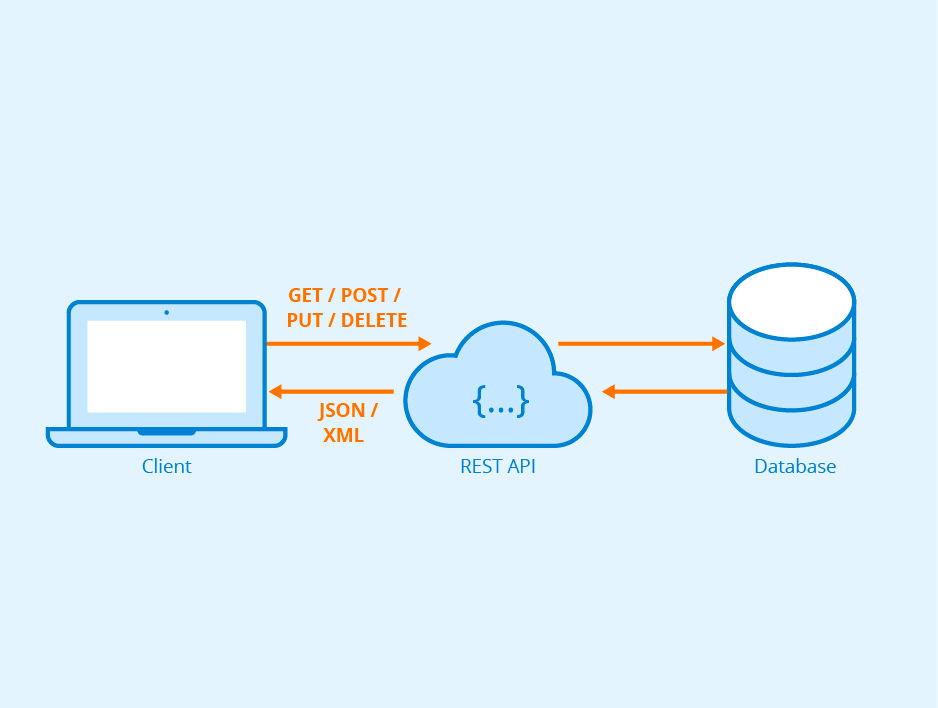 GET / POST /
PUT / DELETE
JSON /
XML
{...}
Client
REST API
Database